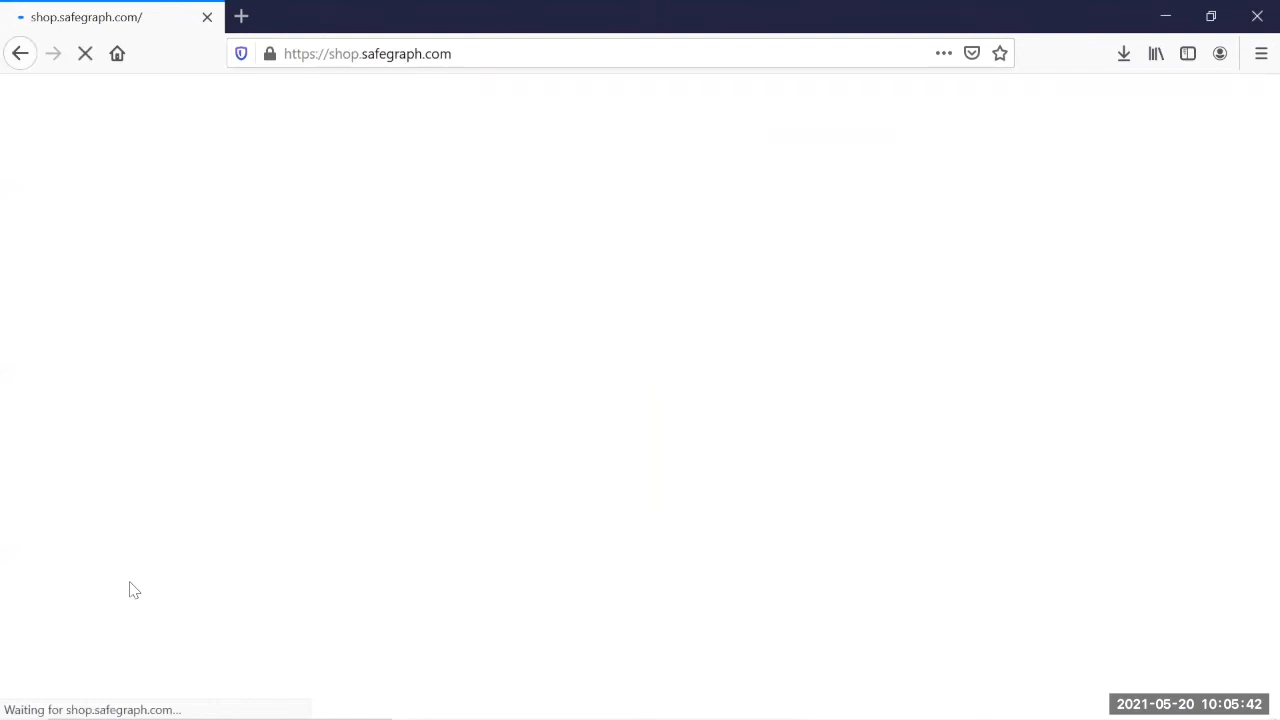 shop.safegraph.com/
https://shop.safegraph.com
Waiting for shop.safegraph.com...
2021-05-20 10:05:42